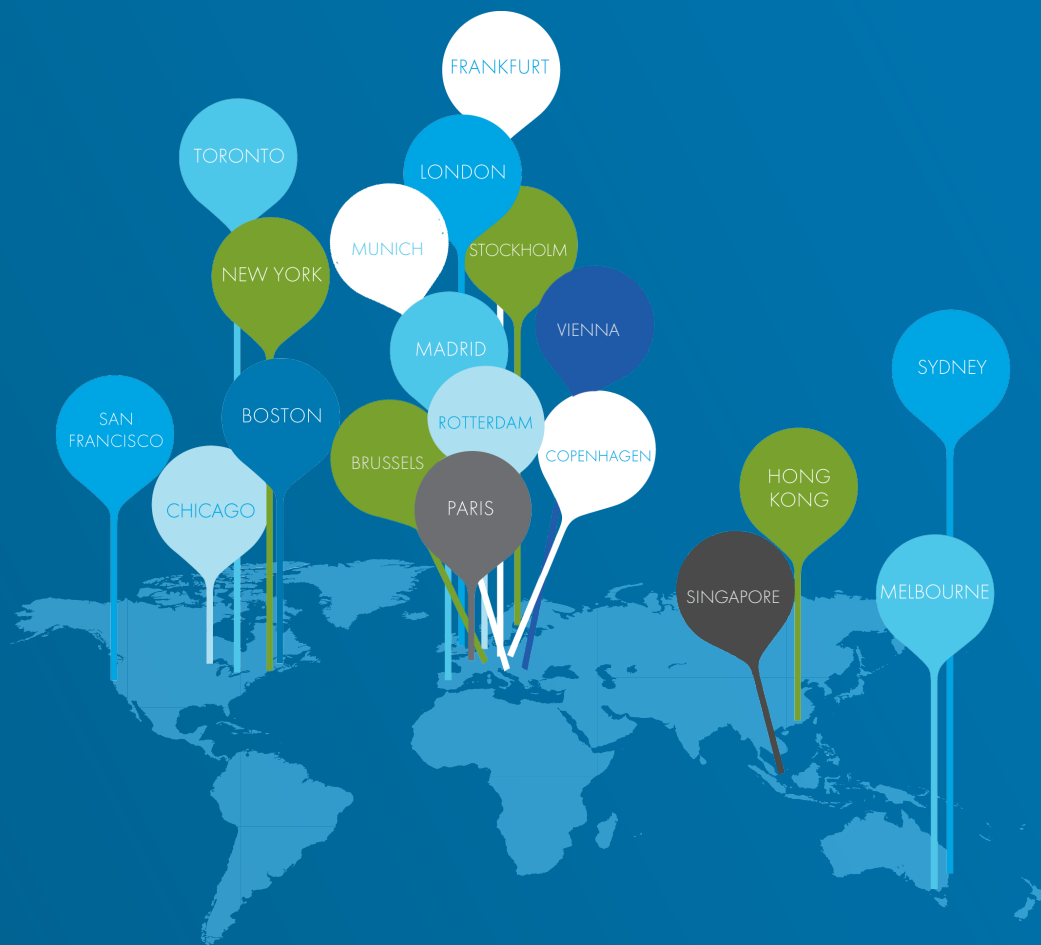 FRANKFURT
TORONTO
LONDON
MUNICH
STOCKHOLM
NEW YORK
VIENNA
MADRID
SYDNEY
SAN
FRANCISCO
BOSTON
ROTTERDAM
BRUSSELS
COPENHAGEN
HONG
KONG
CHICAGO
PARIS
SINGAPORE
MELBOURNE